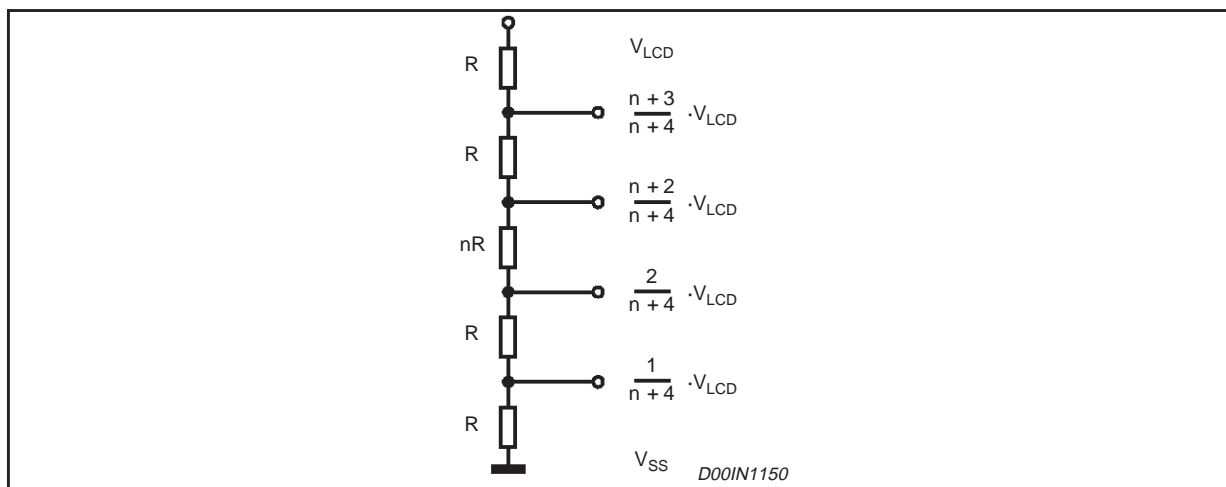 V_LCD
R
n + 3
n + 4 ·V_LCD
R
n + 2
n + 4 ·V_LCD
nR
2
n + 4 ·V_LCD
R
1
n + 4 ·V_LCD
R
V_SS
D00IN1150